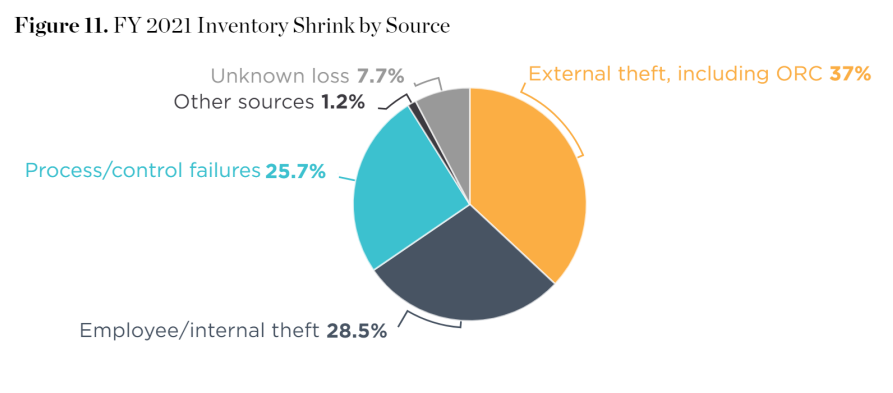 Figure 11. FY 2021 Inventory Shrink by Source
Unknown loss 7.7%
External theft, including ORC 37%
Other sources 1.2%
Process/control failures 25.7%
Employee/internal theft 28.5%